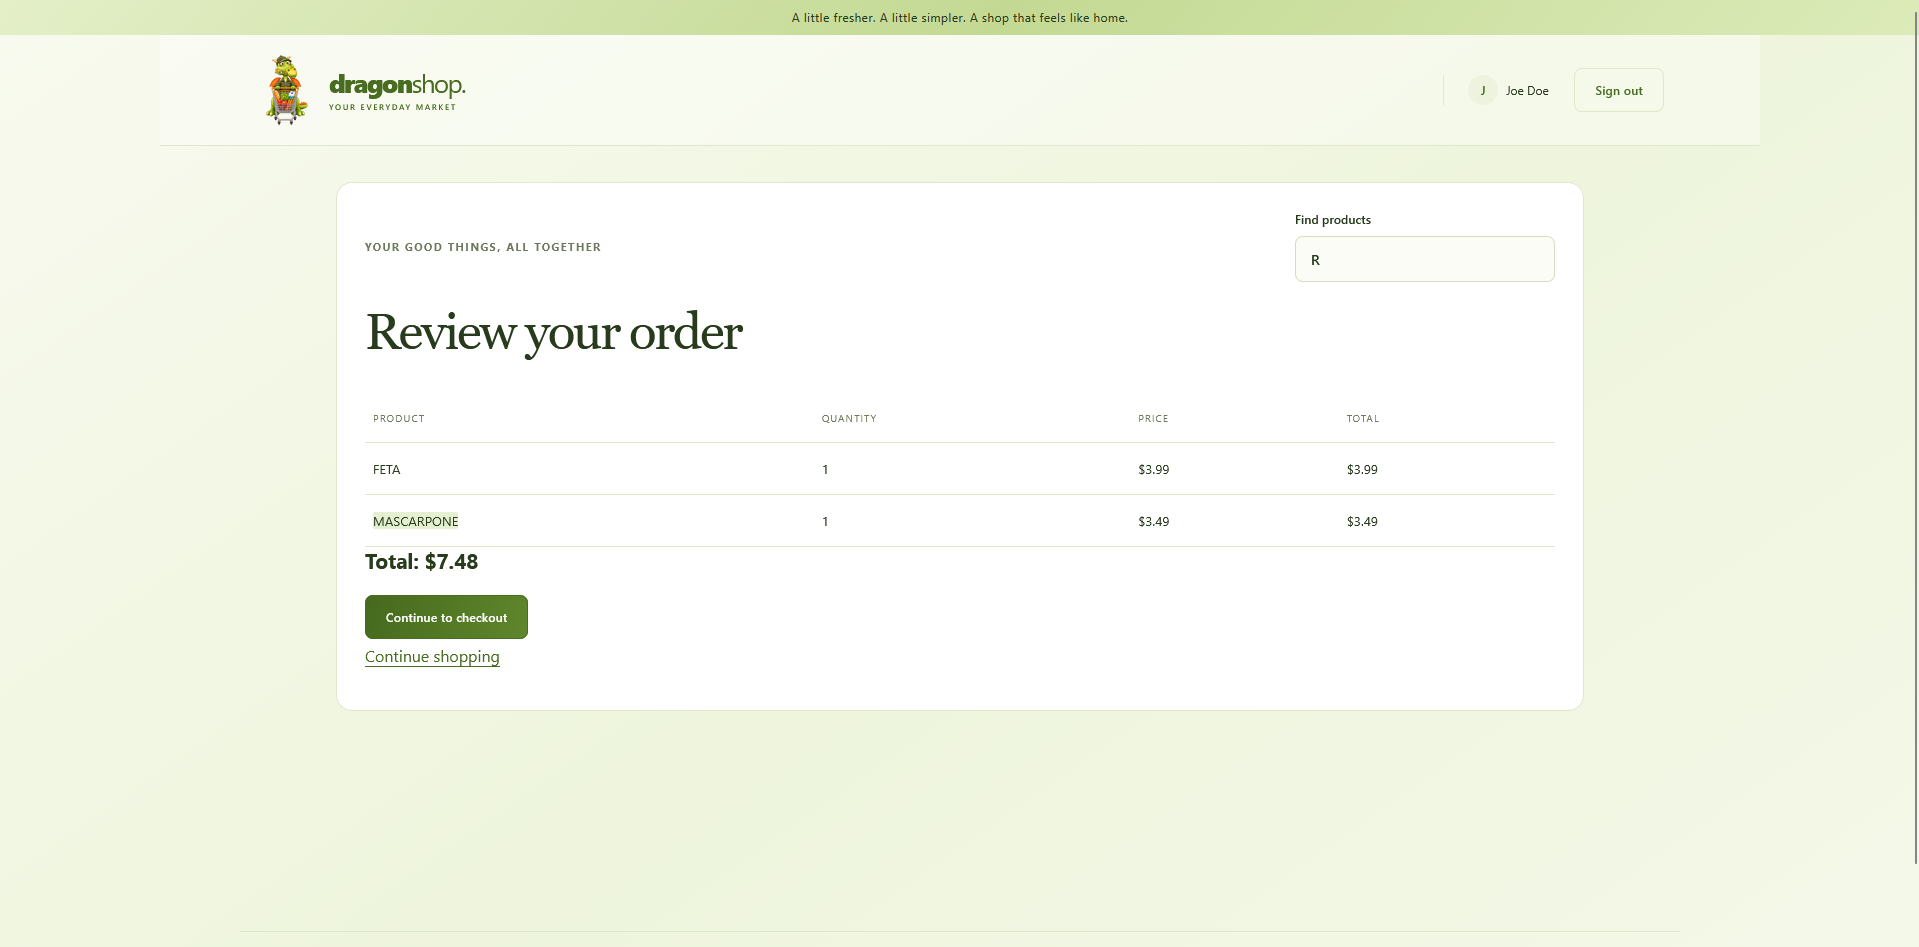 A little fresher. A little simpler. A shop that feels like home.
dragonshop.
YOUR EVERYDAY MARKET
J Joe Doe Sign out
Find products
YOUR GOOD THINGS, ALL TOGETHER
R
Review your order
PRODUCT QUANTITY PRICE TOTAL
FETA 1 $3.99 $3.99
MASCARPONE 1 $3.49 $3.49
Total: $7.48
Continue to checkout
Continue shopping